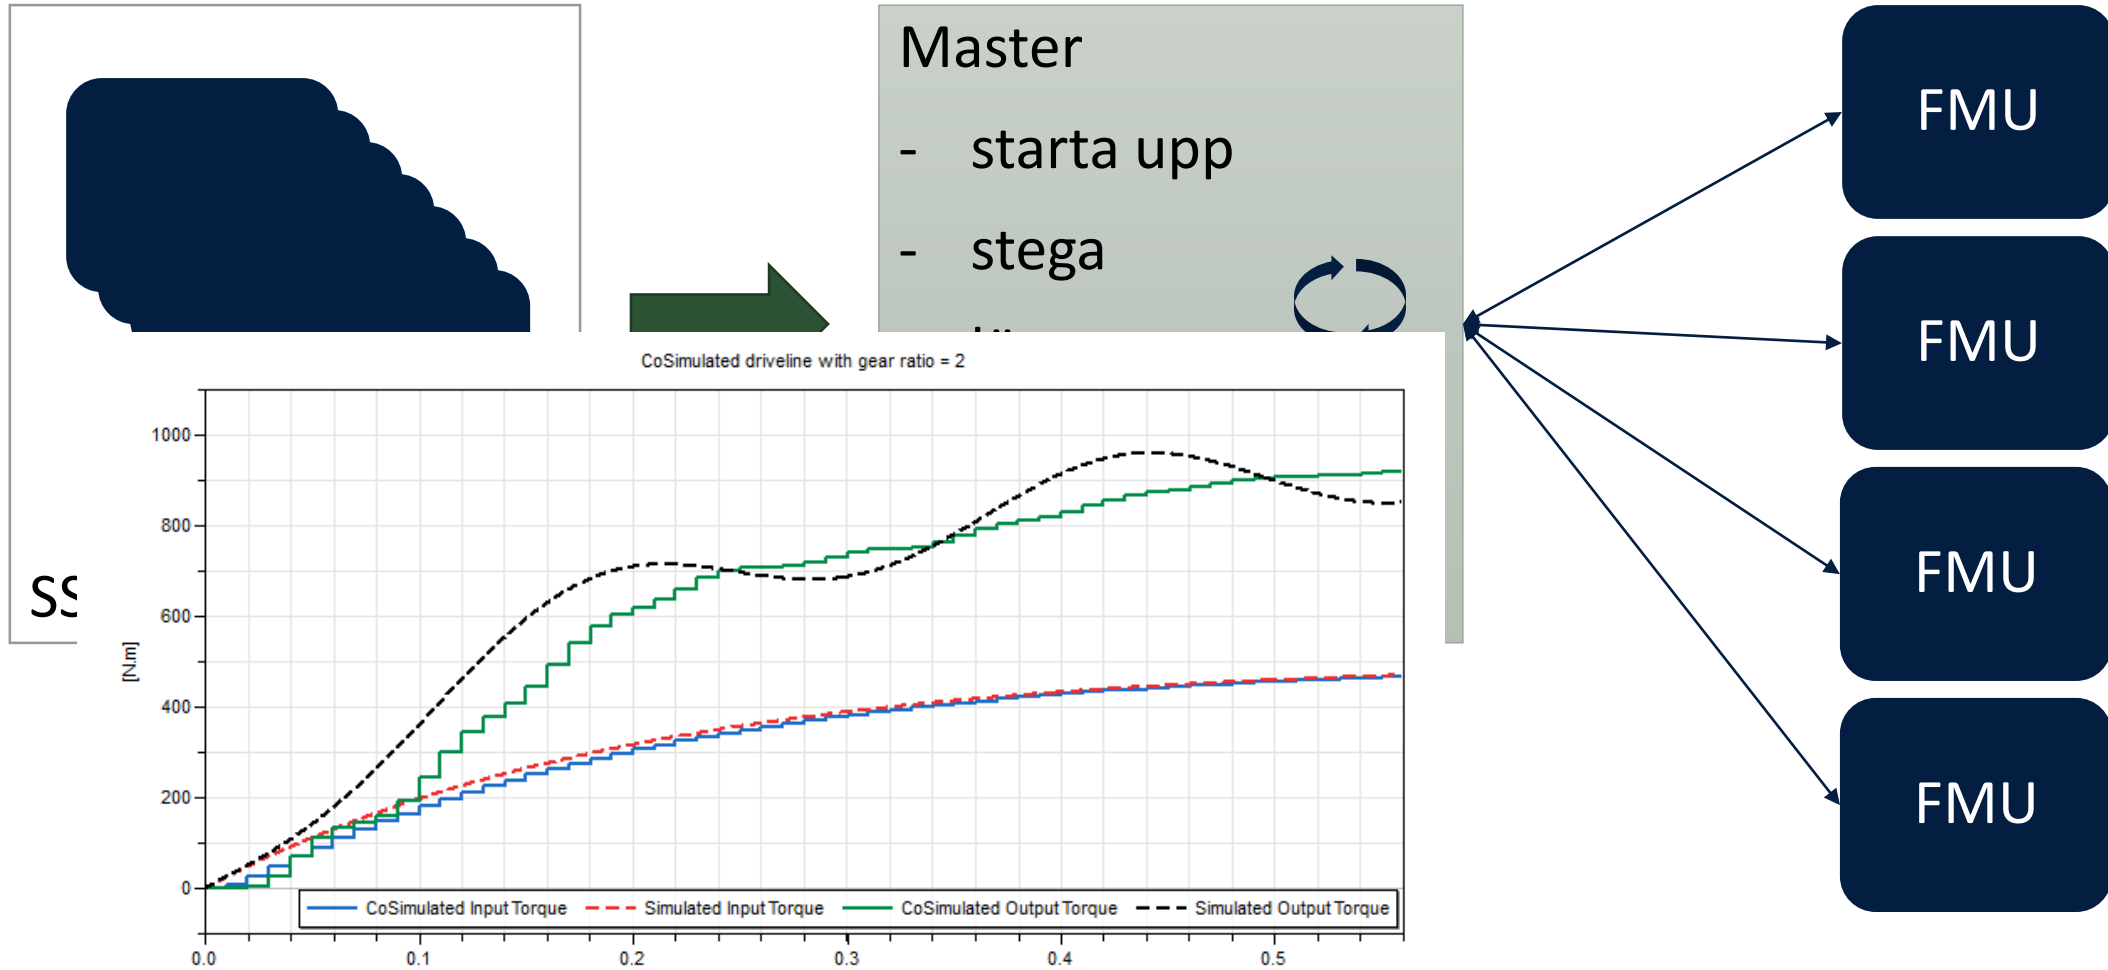 Master
- starta upp
- stega
FMU
FMU
FMU
FMU
CoSimulated driveline with gear ratio = 2
1000
800
600
400
200
0
[N.m]
CoSimulated Input Torque
Simulated Input Torque
CoSimulated Output Torque
Simulated Output Torque
0.0 0.1 0.2 0.3 0.4 0.5